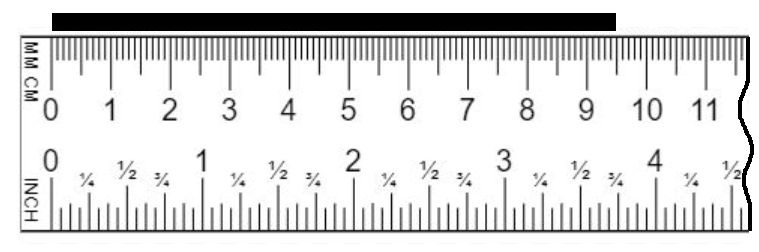 MM CM
0 1 2 3 4 5 6 7 8 9 10 11
0 ¼ ½ ¾ 1 ¼ ½ ¾ 2 ¼ ½ ¾ 3 ¼ ½ ¾ 4 ¼ ½
INCH